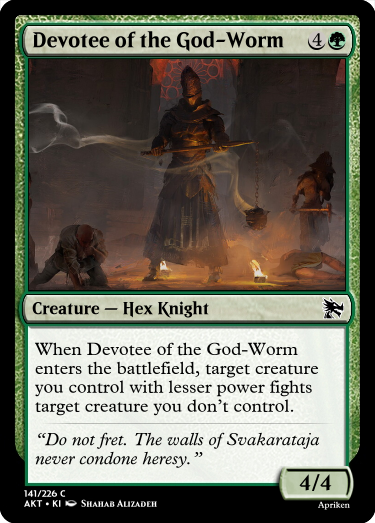 Devotee of the God-Worm 4
Creature — Hex Knight
When Devotee of the God-Worm
enters the battlefield, target creature
you control with lesser power fights
target creature you don’t control.
“Do not fret. The walls of Svakarataja
never condone heresy.”
4/4
141/226 C
AKT • KI Shahab Alizadeh
Apriken